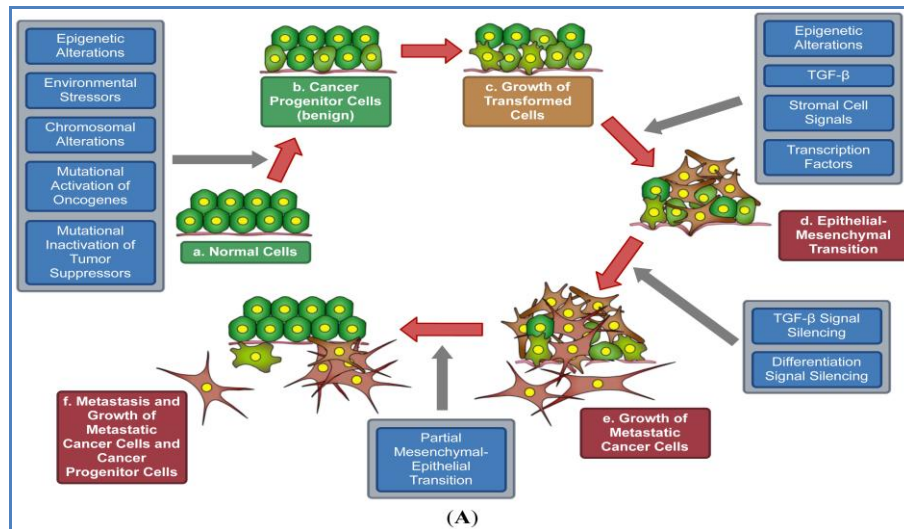 Epigenetic
Alterations
Environmental
Stressors
Chromosomal
Alterations
Mutational
Activation of
Oncogenes
Mutational
Inactivation of
Tumor
Suppressors
a. Normal Cells
b. Cancer
Progenitor Cells
(benign)
c. Growth of
Transformed
Cells
Epigenetic
Alterations
TGF-β
Stromal Cell
Signals
Transcription
Factors
d. Epithelial-
Mesenchymal
Transition
TGF-β Signal
Silencing
Differentiation
Signal Silencing
e. Growth of
Metastatic
Cancer Cells
Partial
Mesenchymal-
Epithelial
Transition
f. Metastasis and
Growth of
Metastatic
Cancer Cells and
Cancer
Progenitor Cells
(A)